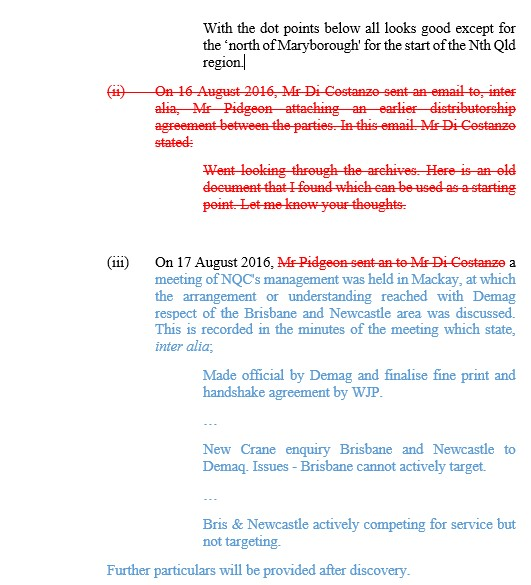 With the dot points below all looks good except for
the ‘north of Maryborough' for the start of the Nth Qld
region.
(ii) On 16 August 2016, Mr Di Costanzo sent an email to, inter
alia, Mr Pidgeon attaching an earlier distributorship
agreement between the parties. In this email. Mr Di Costanzo
stated:
Went looking through the archives. Here is an old
document that I found which can be used as a starting
point. Let me know your thoughts.
(iii) On 17 August 2016, Mr Pidgeon sent an to Mr Di Costanzo a
meeting of NQC's management was held in Mackay, at which
the arrangement or understanding reached with Demag
respect of the Brisbane and Newcastle area was discussed.
This is recorded in the minutes of the meeting which state,
inter alia;
Made official by Demag and finalise fine print and
handshake agreement by WJP.
---
New Crane enquiry Brisbane and Newcastle to
Demaq. Issues - Brisbane cannot actively target.
---
Bris & Newcastle actively competing for service but
not targeting.
Further particulars will be provided after discovery.